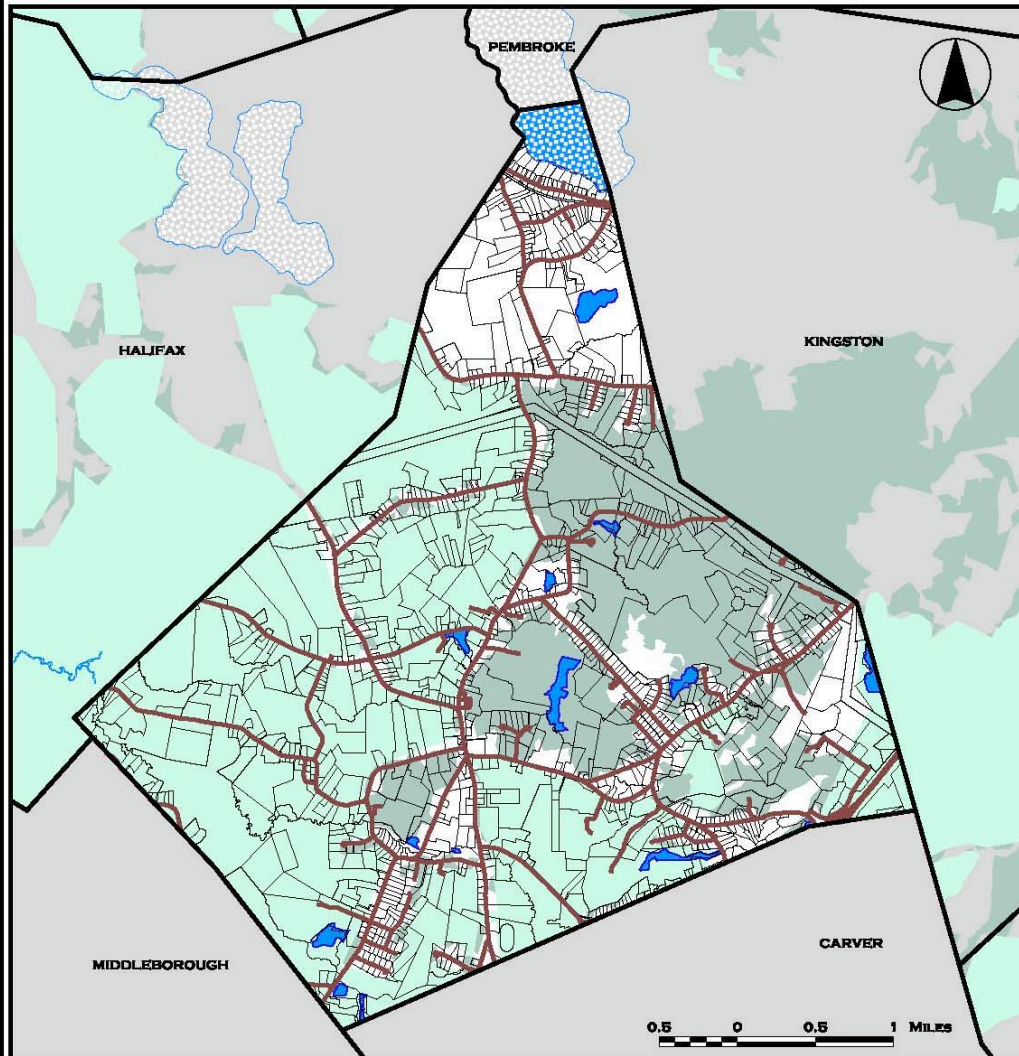 PEMBROKE
HALIFAX
KINGSTON
CARVER
MIDDLEBOROUGH
0.5 0 0.5 1 MILES